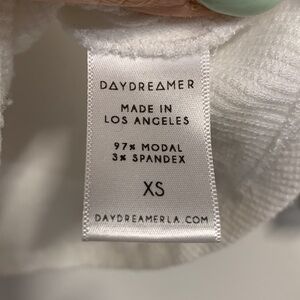 DAYDREAMER
MADE IN
LOS ANGELES
97% MODAL
3% SPANDEX
XS
DAYDREAMERLA.COM